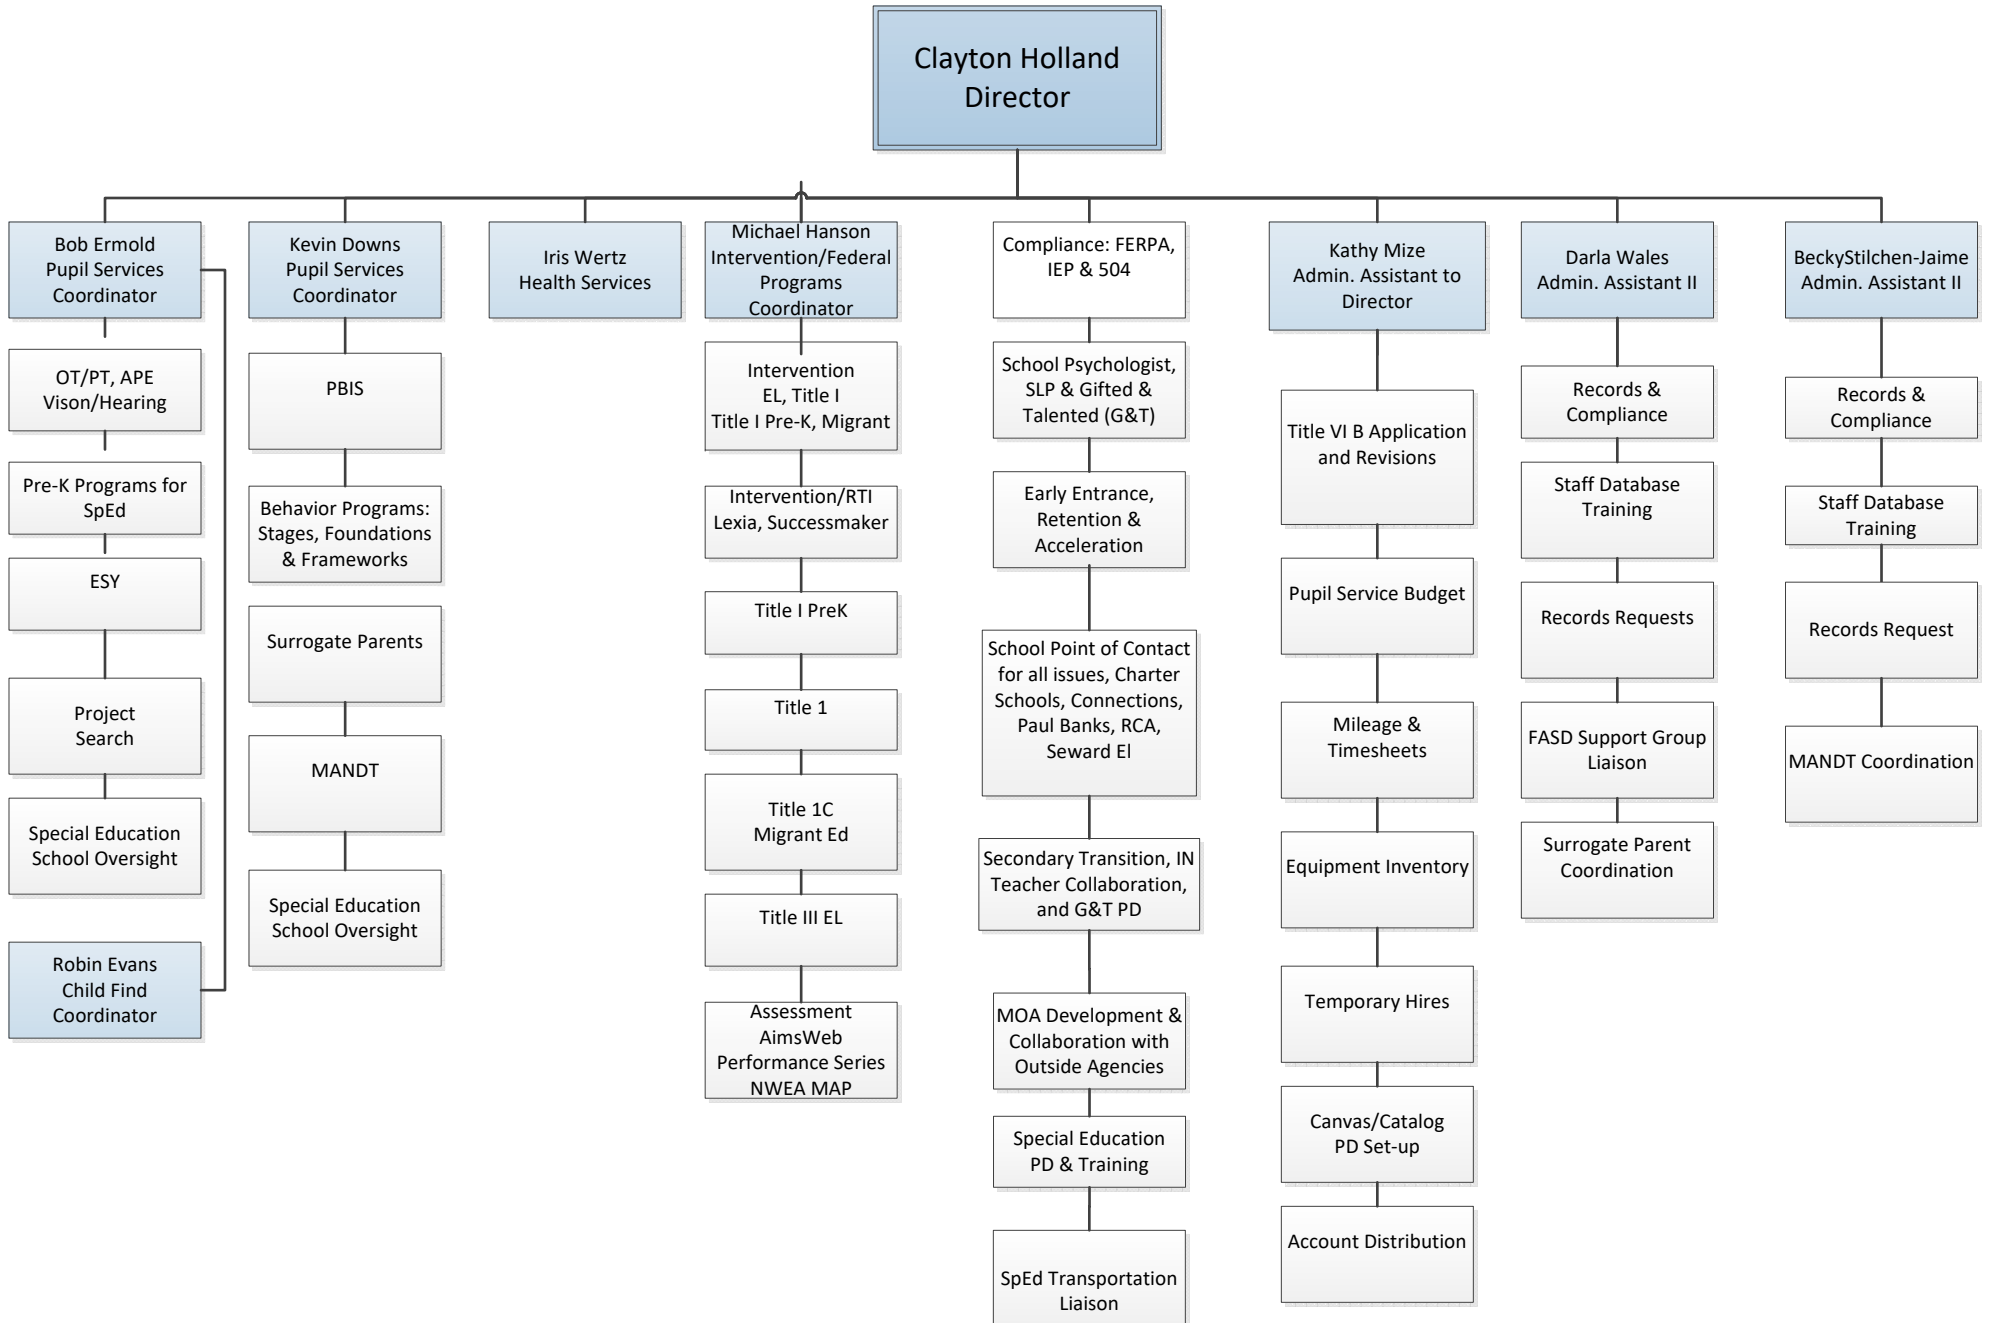 Clayton Holland
Director
Bob Ermold
Pupil Services
Coordinator
OT/PT, APE
Vison/Hearing
Pre-K Programs for
SpEd
ESY
Project
Search
Special Education
School Oversight
Robin Evans
Child Find
Coordinator
Kevin Downs
Pupil Services
Coordinator
PBIS
Behavior Programs:
Stages, Foundations
& Frameworks
Surrogate Parents
MANDT
Special Education
School Oversight
Iris Wertz
Health Services
Michael Hanson
Intervention/Federal
Programs
Coordinator
Intervention
EL, Title I
Title I Pre-K, Migrant
Intervention/RTI
Lexia, Successmaker
Title I PreK
Title 1
Title 1C
Migrant Ed
Title III EL
Assessment
AimsWeb
Performance Series
NWEA MAP
Compliance: FERPA,
IEP & 504
School Psychologist,
SLP & Gifted &
Talented (G&T)
Early Entrance,
Retention &
Acceleration
School Point of Contact
for all issues, Charter
Schools, Connections,
Paul Banks, RCA,
Seward El
Secondary Transition, IN
Teacher Collaboration,
and G&T PD
MOA Development &
Collaboration with
Outside Agencies
Special Education
PD & Training
SpEd Transportation
Liaison
Kathy Mize
Admin. Assistant to
Director
Title VI B Application
and Revisions
Pupil Service Budget
Mileage &
Timesheets
Equipment Inventory
Temporary Hires
Canvas/Catalog
PD Set-up
Account Distribution
Darla Wales
Admin. Assistant II
Records &
Compliance
Staff Database
Training
Records Requests
FASD Support Group
Liaison
Surrogate Parent
Coordination
BeckyStilchen-Jaime
Admin. Assistant II
Records &
Compliance
Staff Database
Training
Records Request
MANDT Coordination